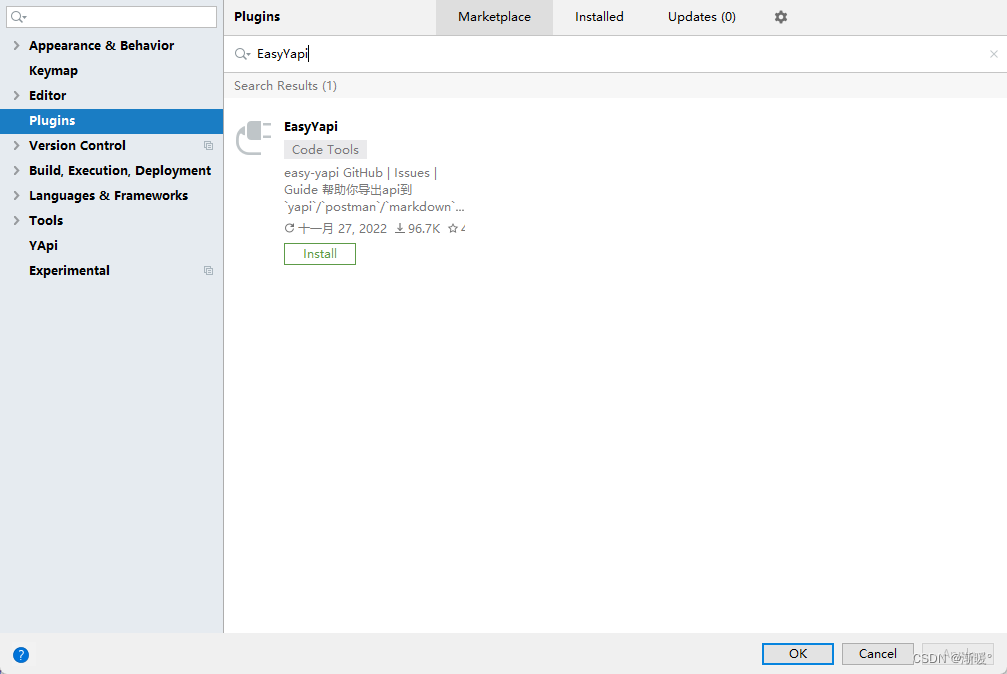 Plugins
Marketplace
Installed
Updates (0)
EasyYapi
Search Results (1)
Appearance & Behavior
Keymap
Editor
Plugins
Version Control
Build, Execution, Deployment
Languages & Frameworks
Tools
YApi
Experimental
EasyYapi
Code Tools
easy-yapi GitHub | Issues |
Guide 帮助你导出api到
`yapi`/`postman`/`markdown`...
十一月 27, 2022 96.7K 4
Install
?
OK
Cancel
CSDN @渐暖°